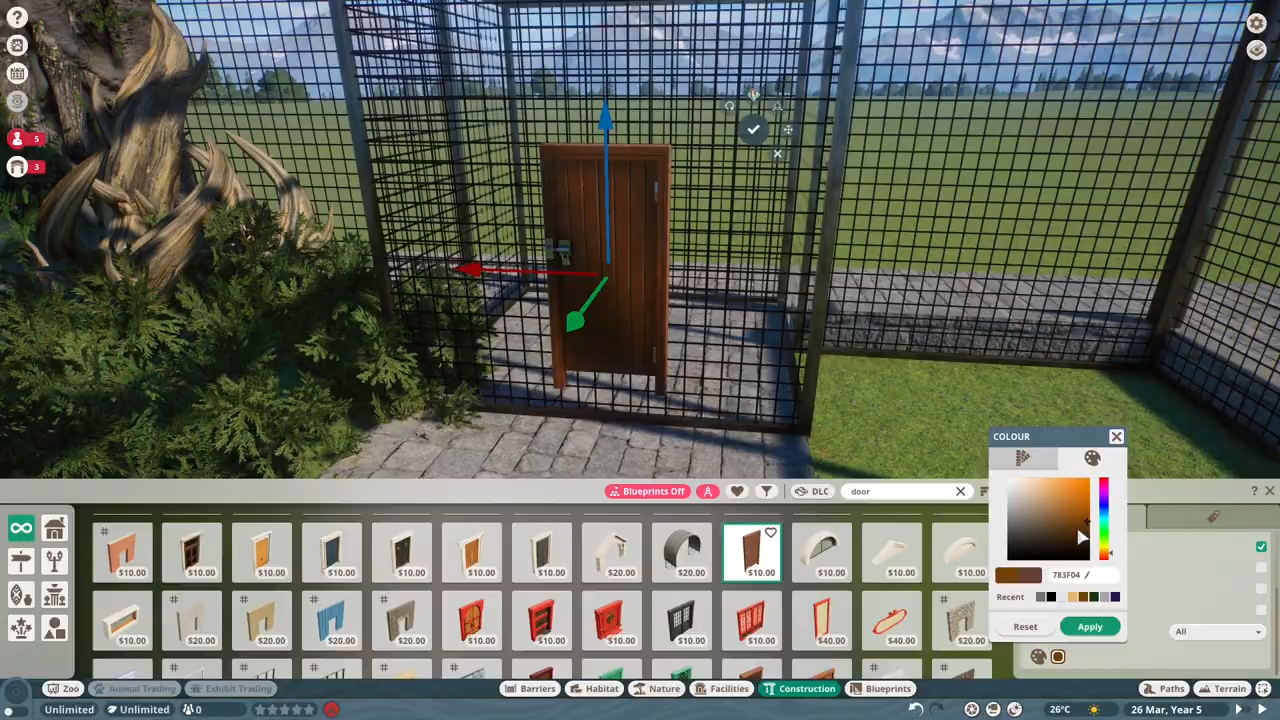 5
3
Blueprints Off
DLC
door
?
#
$10.00
$10.00
$10.00
$10.00
$10.00
$10.00
$10.00
$20.00
$20.00
$10.00
$10.00
$10.00
$10.00
$10.00
# $20.00
# $20.00
# $20.00
# $20.00
$10.00
$10.00
$10.00
$10.00
$10.00
$40.00
$40.00
# $20.00
COLOUR
783F04
Recent
Reset
Apply
All
Zoo
Animal Trading
Exhibit Trading
Barriers
Habitat
Nature
Facilities
Construction
Blueprints
Paths
Terrain
Unlimited
Unlimited
0
26°C
26 Mar, Year 5